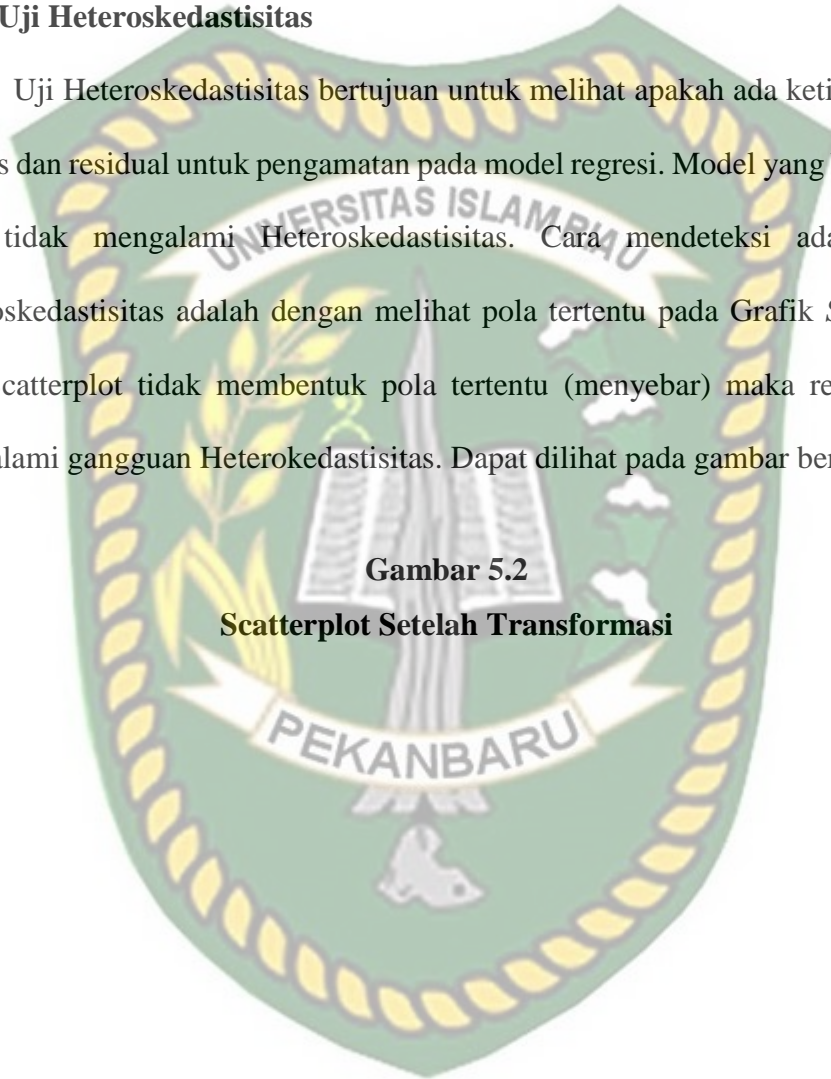 Uji Heteroskedastisitas
Uji Heteroskedastisitas bertujuan untuk melihat apakah ada keti
s dan residual untuk pengamatan pada model regresi. Model yang
tidak mengalami Heteroskedastisitas. Cara mendeteksi ada
oskedastisitas adalah dengan melihat pola tertentu pada Grafik S
catterplot tidak membentuk pola tertentu (menyebar) maka re
alami gangguan Heterokedastisitas. Dapat dilihat pada gambar ber
UNIVERSITAS ISLAM RIAU
Gambar 5.2
Scatterplot Setelah Transformasi
PEKANBARU